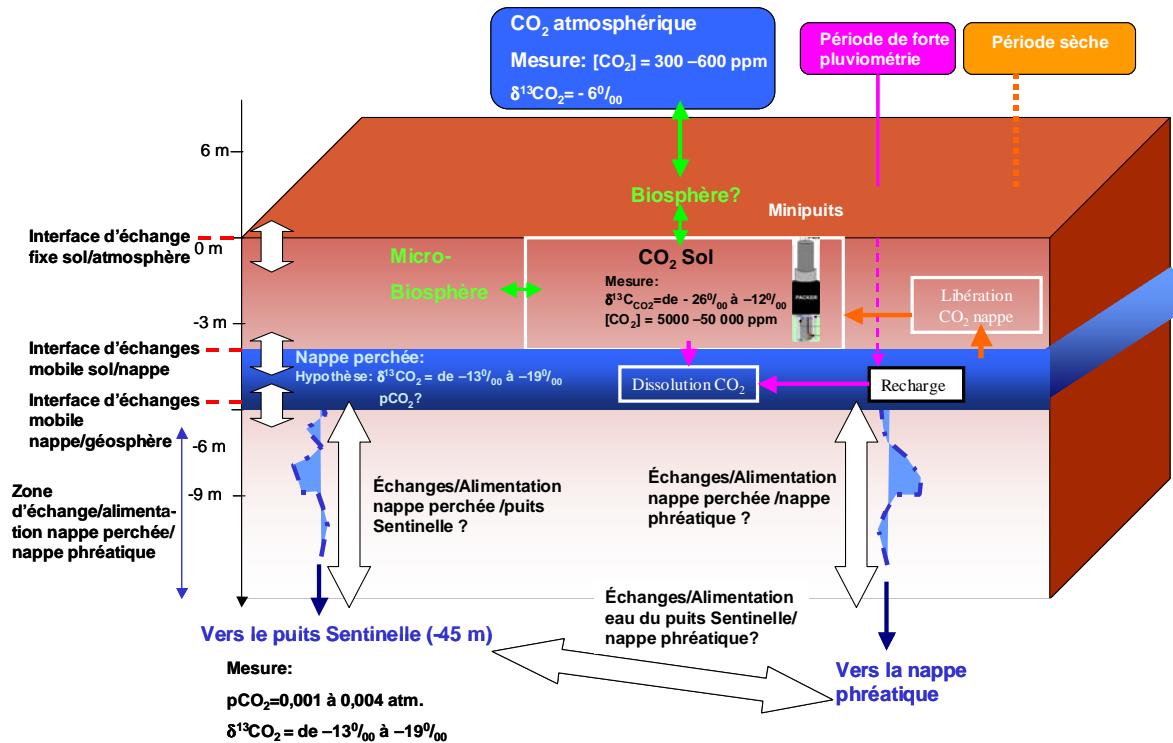 CO₂ atmosphérique
Mesure: [CO₂] = 300 –600 ppm
δ¹³CO₂= - 6⁰/₀₀
Période de forte
pluviométrie
Période sèche
6 m
Biosphère?
Minipuits
Interface d'échange
fixe sol/atmosphère
0 m
Micro-
Biosphère
CO₂ Sol
Mesure:
δ¹³C_CO2=de - 26⁰/₀₀ à –12⁰/₀₀
[CO₂] = 5000 –50 000 ppm
PACKER
Libération
CO₂ nappe
-3 m
Interface d'échanges
mobile sol/nappe
Nappe perchée:
Hypothèse: δ¹³CO₂ = de –13⁰/₀₀ à –19⁰/₀₀
pCO₂?
Dissolution CO₂
Recharge
Interface d'échanges
mobile
nappe/géosphère
-6 m
-9 m
Zone
d'échange/alimenta-
tion nappe perchée/
nappe phréatique
Échanges/Alimentation
nappe perchée /puits
Sentinelle ?
Échanges/Alimentation
nappe perchée /nappe
phréatique ?
Échanges/Alimentation
eau du puits Sentinelle/
nappe phréatique?
Vers le puits Sentinelle (-45 m)
Mesure:
pCO₂=0,001 à 0,004 atm.
δ¹³CO₂ = de –13⁰/₀₀ à –19⁰/₀₀
Vers la nappe
phréatique